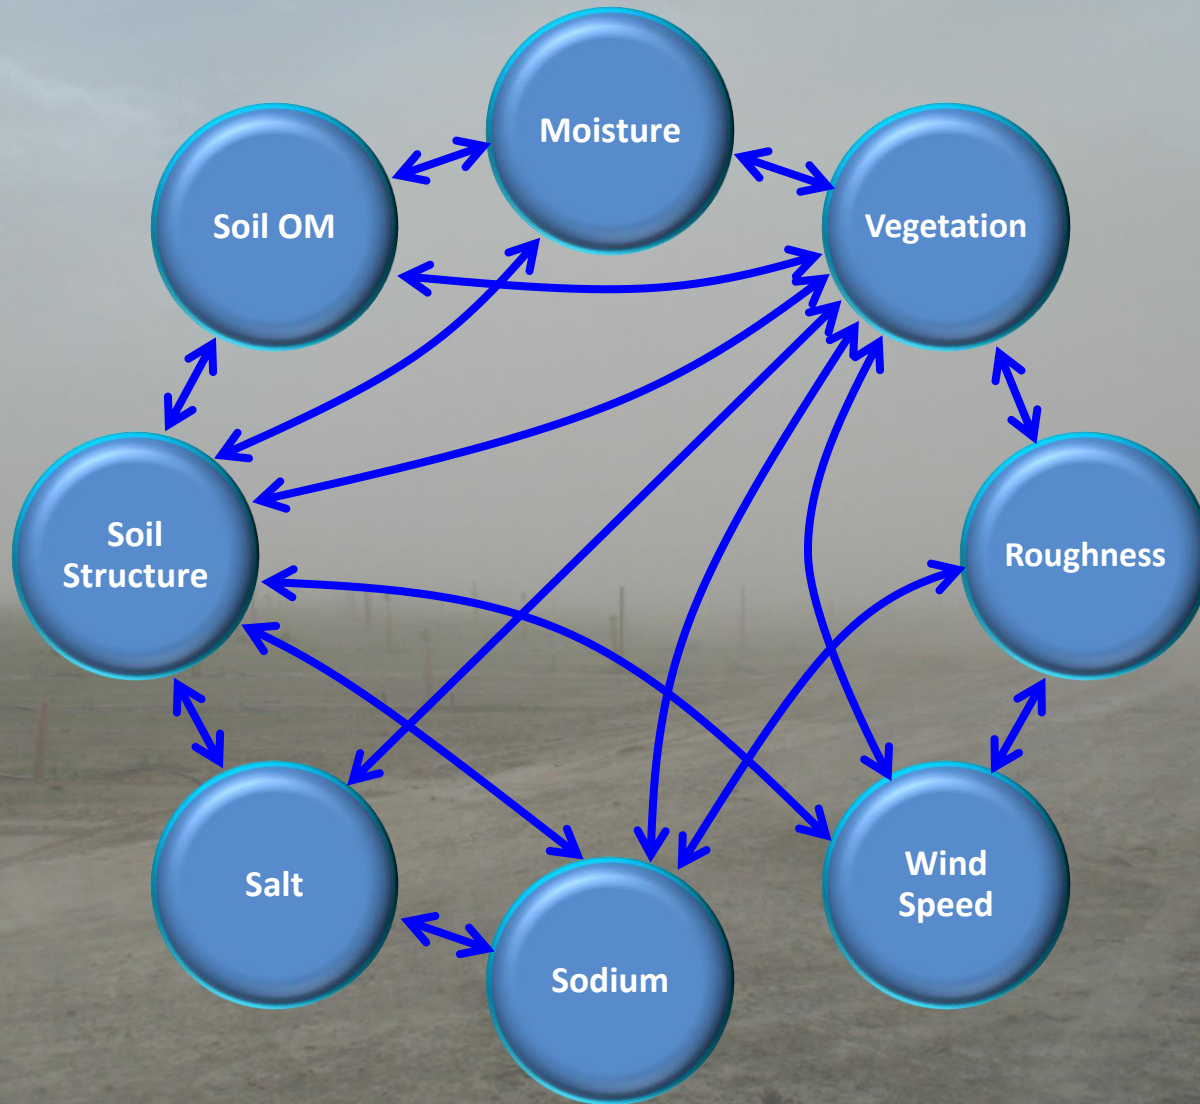 Moisture
Soil OM
Vegetation
Soil
Structure
Roughness
Salt
Wind
Speed
Sodium